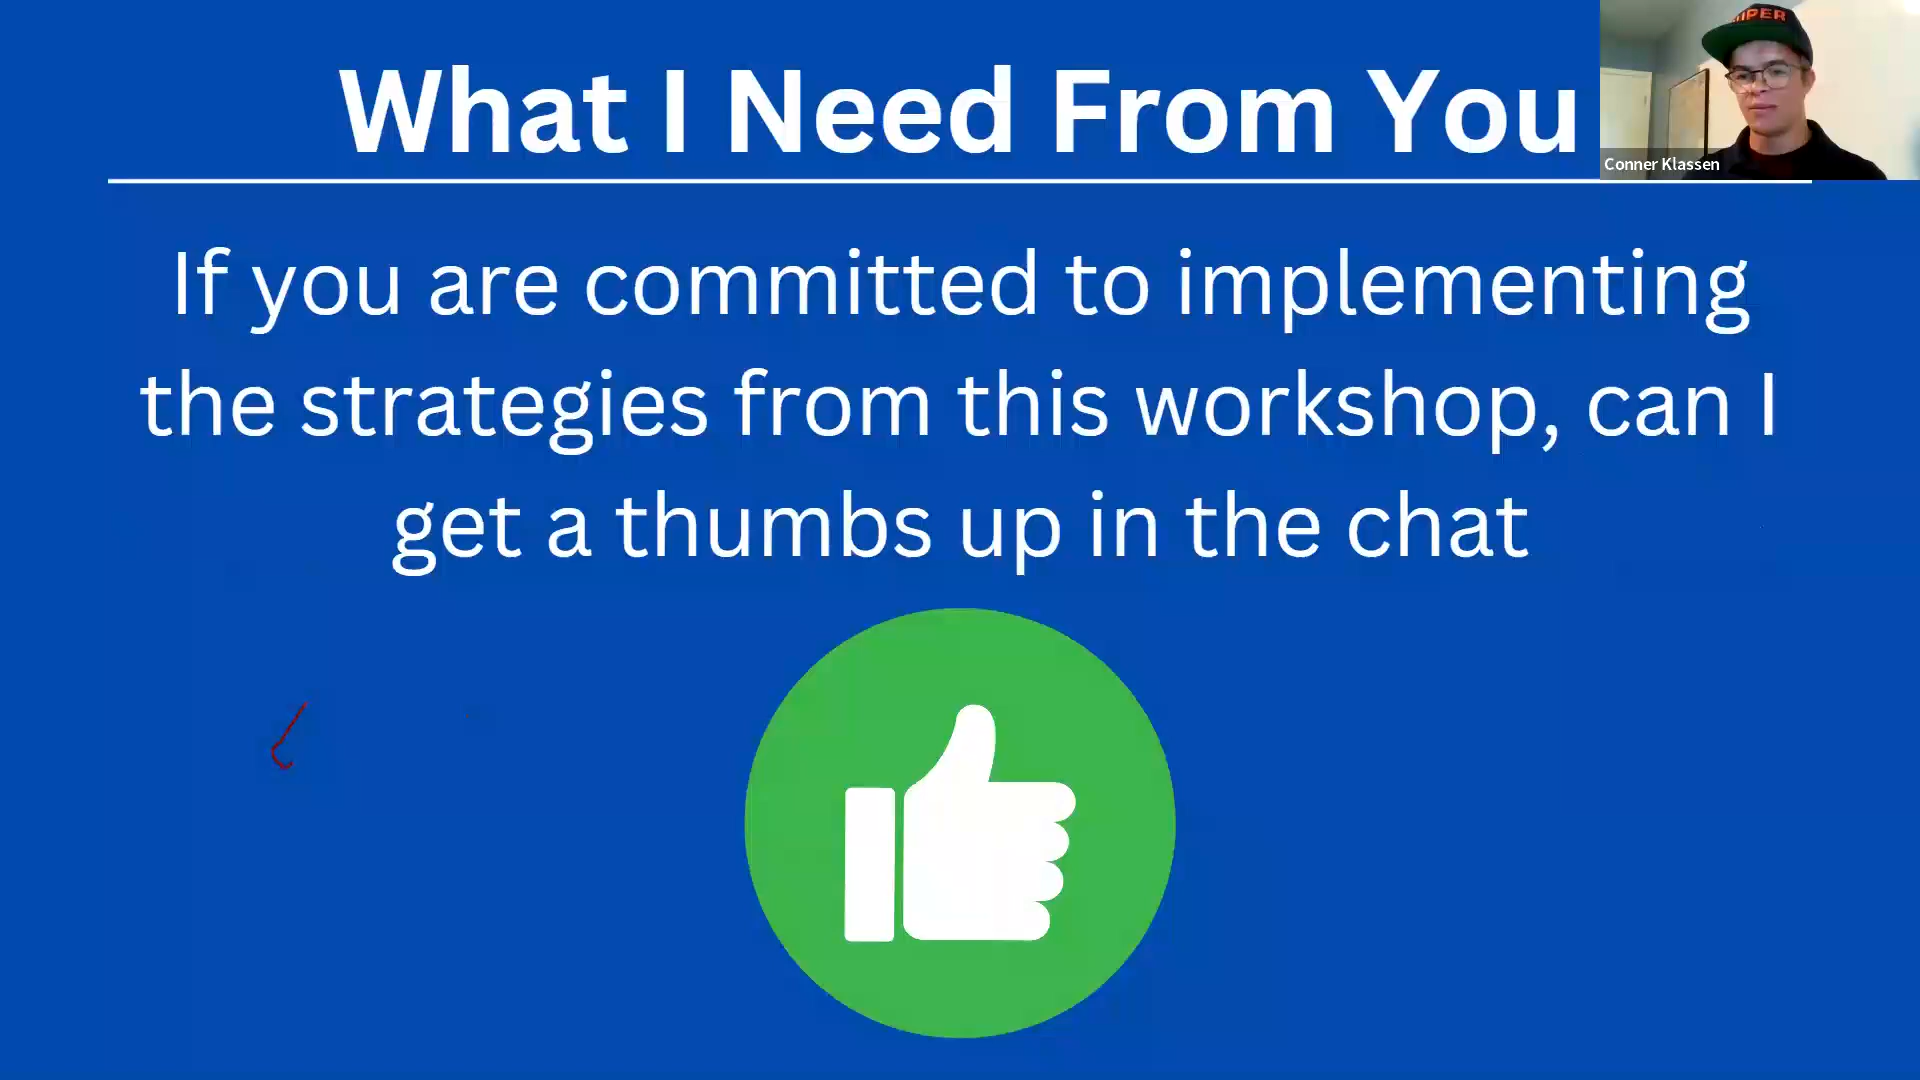 What I Need From You
Conner Klassen
If you are committed to implementing
the strategies from this workshop, can I
get a thumbs up in the chat